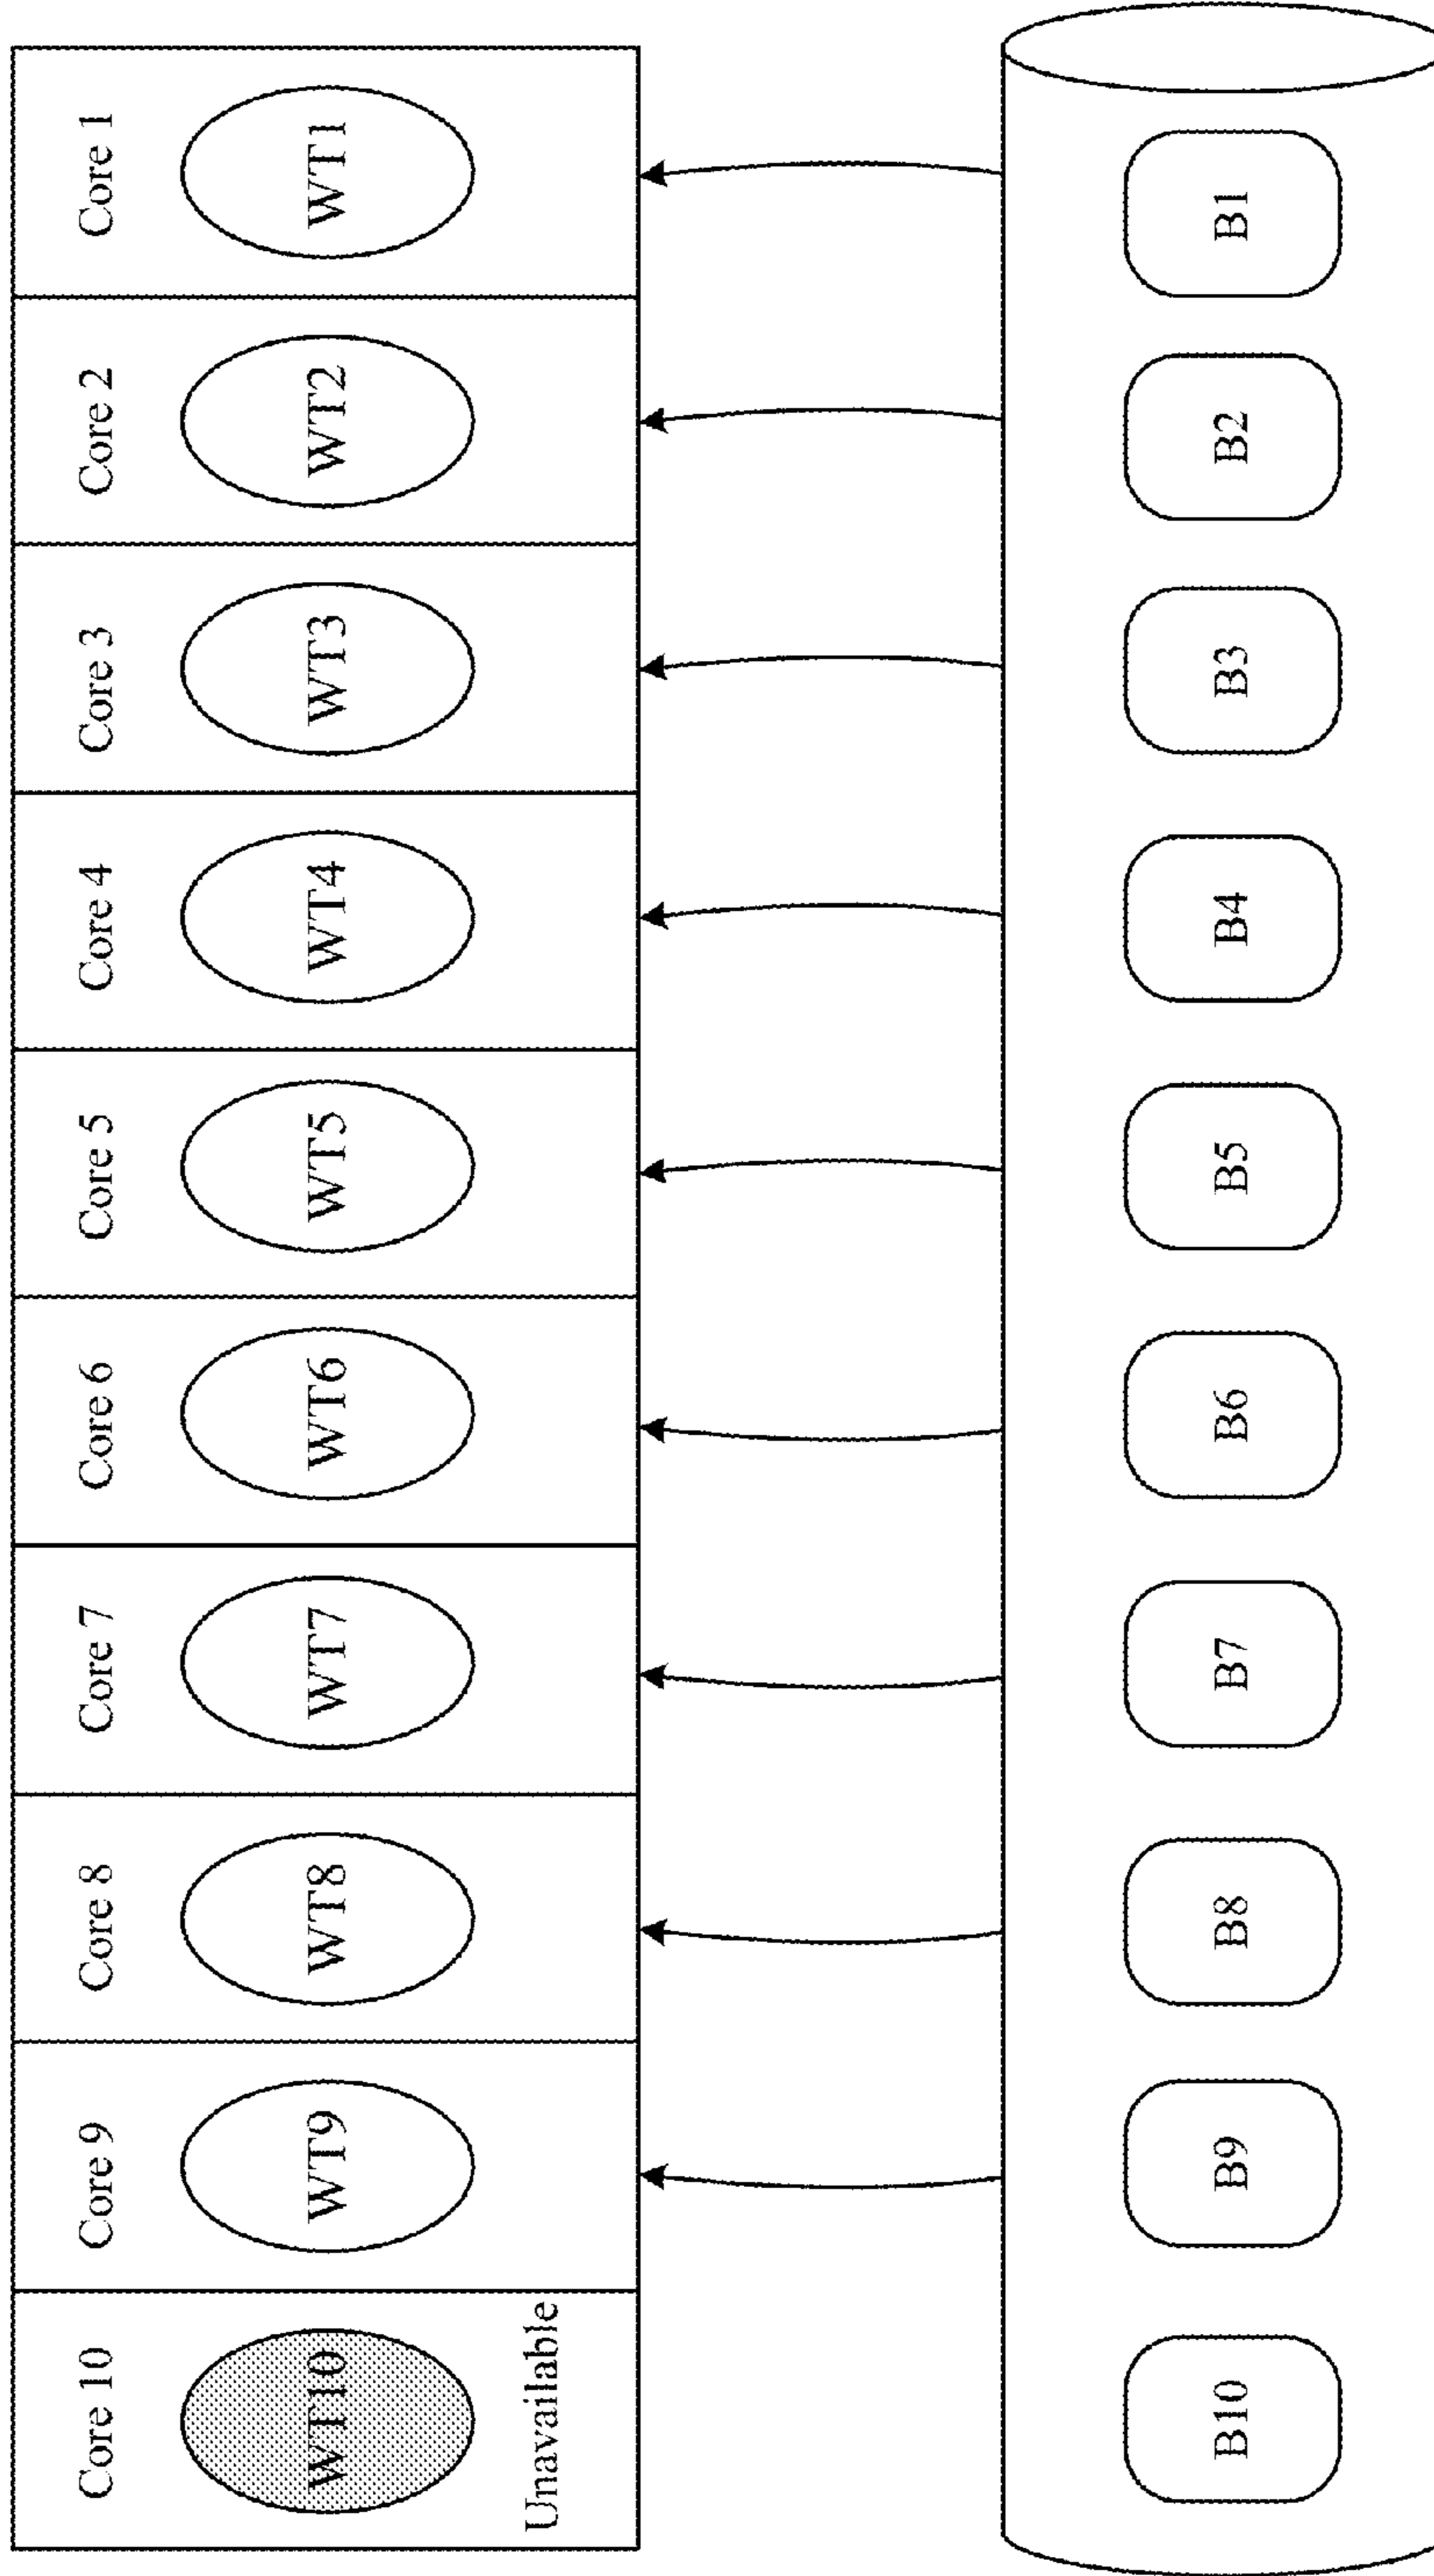 Core 10
Core 9
Core 8
Core 7
Core 6
Core 5
Core 4
Core 3
Core 2
Core 1
WT10
WT9
WT8
WT7
WT6
WT5
WT4
WT3
WT2
WT1
Unavailable
B10
B9
B8
B7
B6
B5
B4
B3
B2
B1